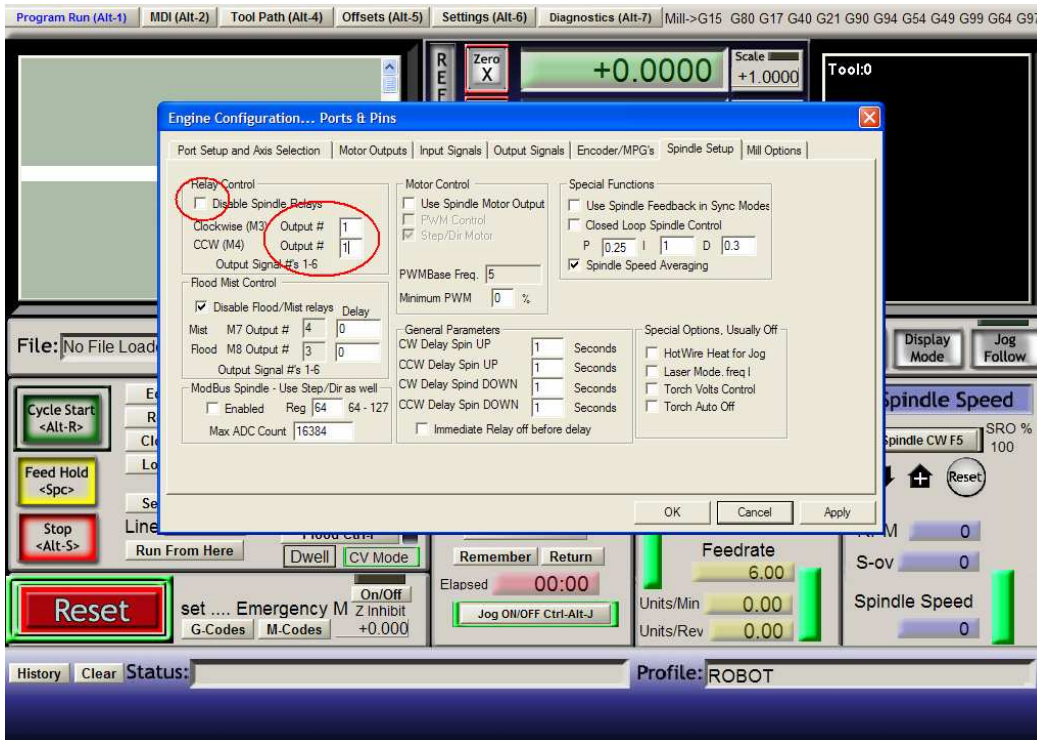 Program Run (Alt-1) MDI (Alt-2) Tool Path (Alt-4) Offsets (Alt-5) Settings (Alt-6) Diagnostics (Alt-7) Mill->G15 G80 G17 G40 G21 G90 G94 G54 G49 G99 G64 G97
R E F
Zero X
+0.0000
Scale
+1.0000
Tool:0
Engine Configuration... Ports & Pins
Port Setup and Axis Selection Motor Outputs Input Signals Output Signals Encoder/MPG's Spindle Setup Mill Options
Relay Control
Disable Spindle Relays
Clockwise (M3) Output # 1
CCW (M4) Output # 1
Output Signal #'s 1-6
Flood Mist Control
Disable Flood/Mist relays Delay
Mist M7 Output # 4 0
Flood M8 Output # 3 0
Output Signal #'s 1-6
ModBus Spindle - Use Step/Dir as well
Enabled Reg 64 64 - 127
Max ADC Count 16384
Motor Control
Use Spindle Motor Output
PWM Control
Step/Dir Motor
PWMBase Freq. 5
Minimum PWM 0 %
General Parameters
CW Delay Spin UP 1 Seconds
CCW Delay Spin UP 1 Seconds
CW Delay Spind DOWN 1 Seconds
CCW Delay Spin DOWN 1 Seconds
Immediate Relay off before delay
Special Functions
Use Spindle Feedback in Sync Modes
Closed Loop Spindle Control
P 0.25 I 1 D 0.3
Spindle Speed Averaging
Special Options, Usually Off
HotWire Heat for Jog
Laser Mode. freq I
Torch Volts Control
Torch Auto Off
OK Cancel Apply
File: No File Load
Display Mode
Jog Follow
Cycle Start
<Alt-R>
Feed Hold
<Spc>
Stop
<Alt-S>
Line
Run From Here
Dwell CV Mode
Remember Return
Elapsed 00:00
Jog ON/OFF Ctrl-Alt-J
Reset
set .... Emergency M
G-Codes M-Codes
On/Off
Z Inhibit
+0.000
Feedrate
6.00
Units/Min 0.00
Units/Rev 0.00
Spindle Speed
Spindle CW F5
SRO %
100
Reset
0
S-ov 0
Spindle Speed
0
History Clear Status:
Profile: ROBOT